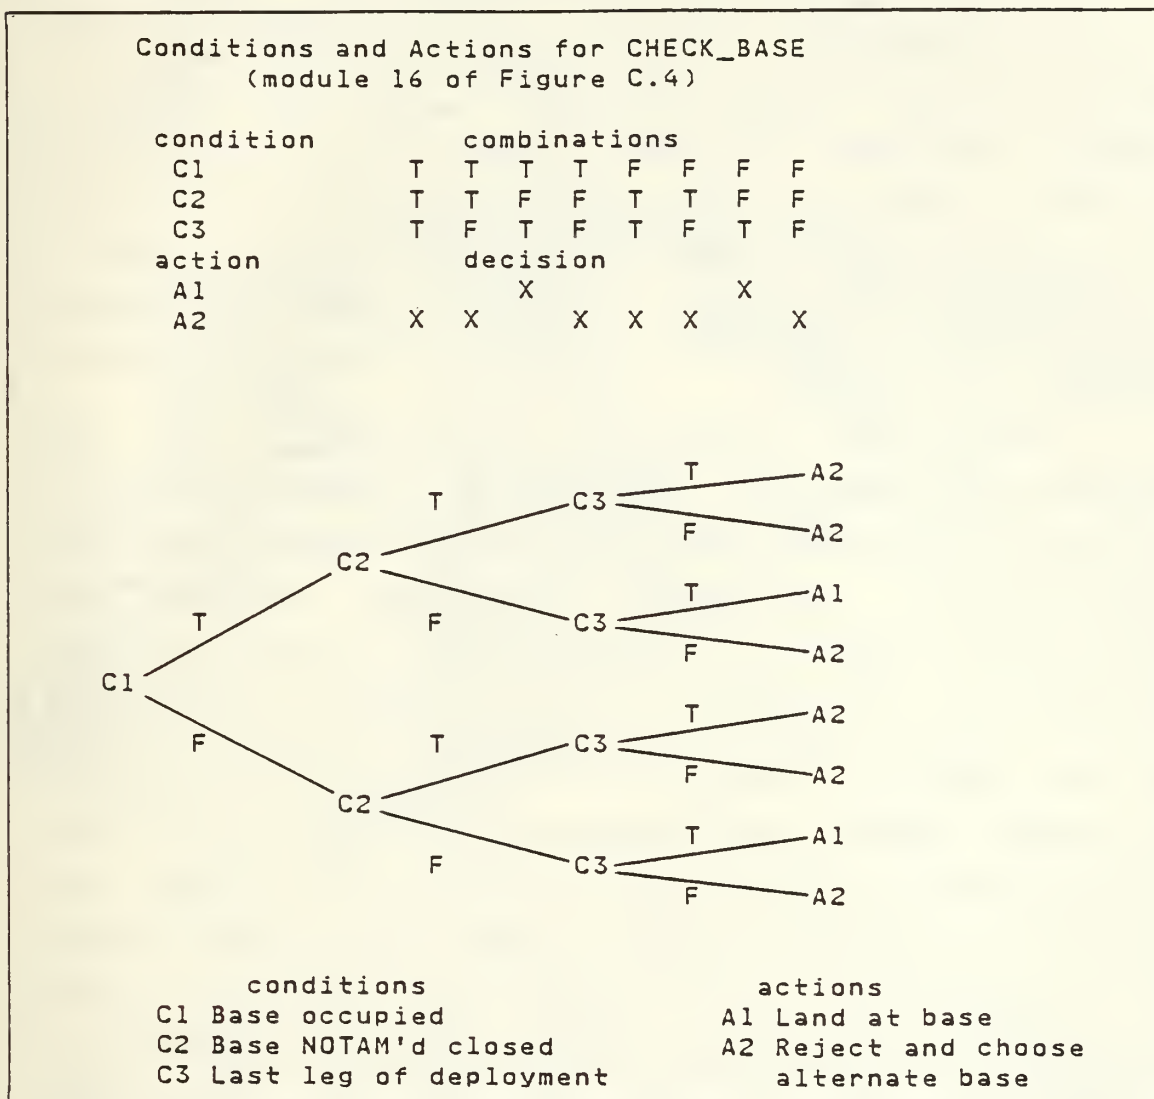 Conditions and Actions for CHECK_BASE
(module 16 of Figure C.4)
condition combinations
C1 T T T T F F F F
C2 T T F F T T F F
C3 T F T F T F T F
action decision
A1 X X
A2 X X X X X X
T A2
T C3
F A2
C2
T A1
T F C3
F A2
C1
T A2
F T C3
F A2
C2
T A1
F C3
F A2
conditions actions
C1 Base occupied A1 Land at base
C2 Base NOTAM'd closed A2 Reject and choose
C3 Last leg of deployment alternate base